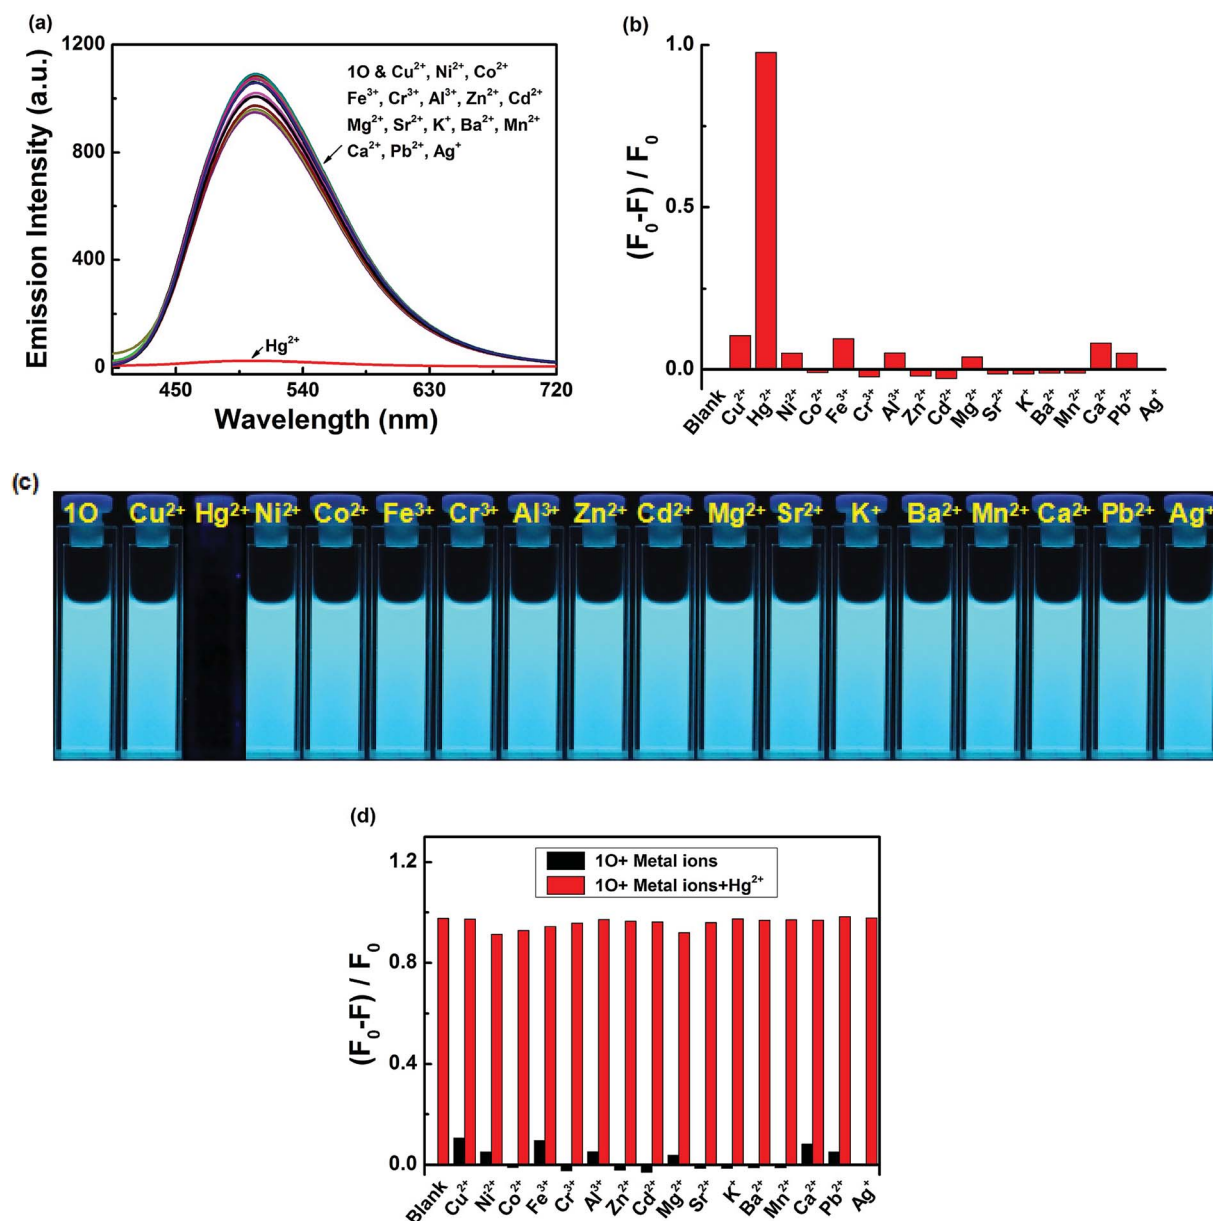 (a)
1200
800
400
0
Emission Intensity (a.u.)
1O & Cu²⁺, Ni²⁺, Co²⁺
Fe³⁺, Cr³⁺, Al³⁺, Zn²⁺, Cd²⁺
Mg²⁺, Sr²⁺, K⁺, Ba²⁺, Mn²⁺
Ca²⁺, Pb²⁺, Ag⁺
Hg²⁺
450 540 630 720
Wavelength (nm)
(b)
1.0
0.5
0.0
(F₀-F) / F₀
Blank Cu²⁺ Hg²⁺ Ni²⁺ Co²⁺ Fe³⁺ Cr³⁺ Al³⁺ Zn²⁺ Cd²⁺ Mg²⁺ Sr²⁺ K⁺ Ba²⁺ Mn²⁺ Ca²⁺ Pb²⁺ Ag⁺
(c)
1O Cu²⁺ Hg²⁺ Ni²⁺ Co²⁺ Fe³⁺ Cr³⁺ Al³⁺ Zn²⁺ Cd²⁺ Mg²⁺ Sr²⁺ K⁺ Ba²⁺ Mn²⁺ Ca²⁺ Pb²⁺ Ag⁺
(d)
1.2
0.8
0.4
0.0
(F₀-F) / F₀
1O+ Metal ions
1O+ Metal ions+Hg²⁺
Blank Cu²⁺ Ni²⁺ Co²⁺ Fe³⁺ Cr³⁺ Al³⁺ Zn²⁺ Cd²⁺ Mg²⁺ Sr²⁺ K⁺ Ba²⁺ Mn²⁺ Ca²⁺ Pb²⁺ Ag⁺